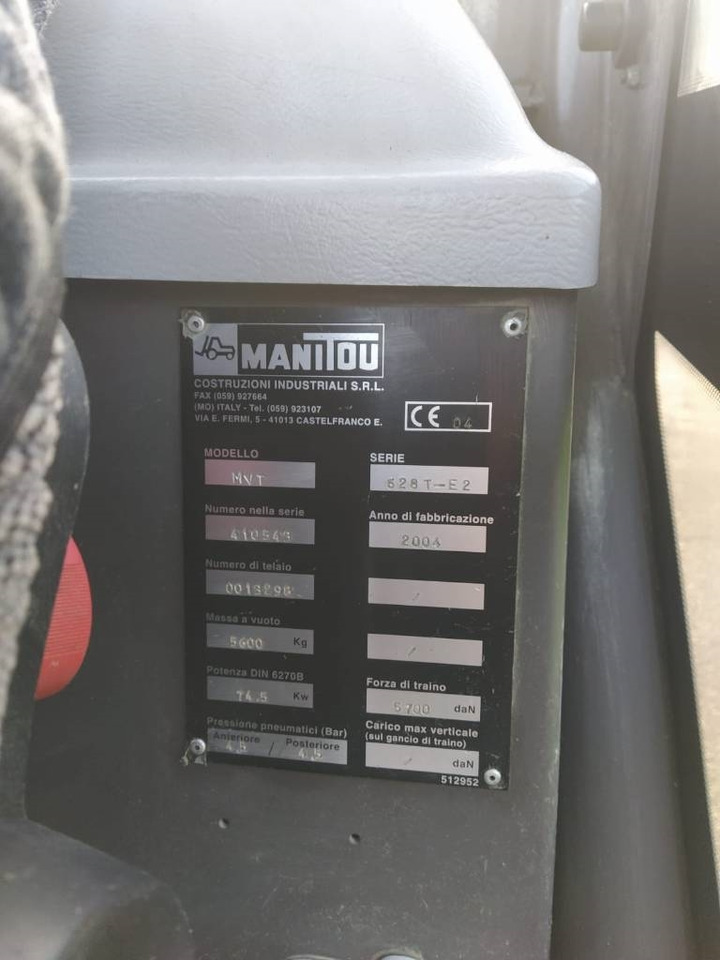 MANITOU
COSTRUZIONI INDUSTRIALI S.R.L.
FAX (059) 927664
(MO) ITALY - Tel. (059) 923107
VIA E. FERMI, 5 - 41013 CASTELFRANCO E.
CE 04
MODELLO
MVT
SERIE
628T-E2
Numero nella serie
Anno di fabbricazione
2004
Numero di telaio
/
Massa a vuoto
5600 Kg
/
Potenza DIN 6270B
74.5 Kw
Forza di traino
5700 daN
Pressione pneumatici (Bar)
Anteriore / Posteriore
4.5 4.5
Carico max verticale
(sul gancio di traino)
/ daN
512952